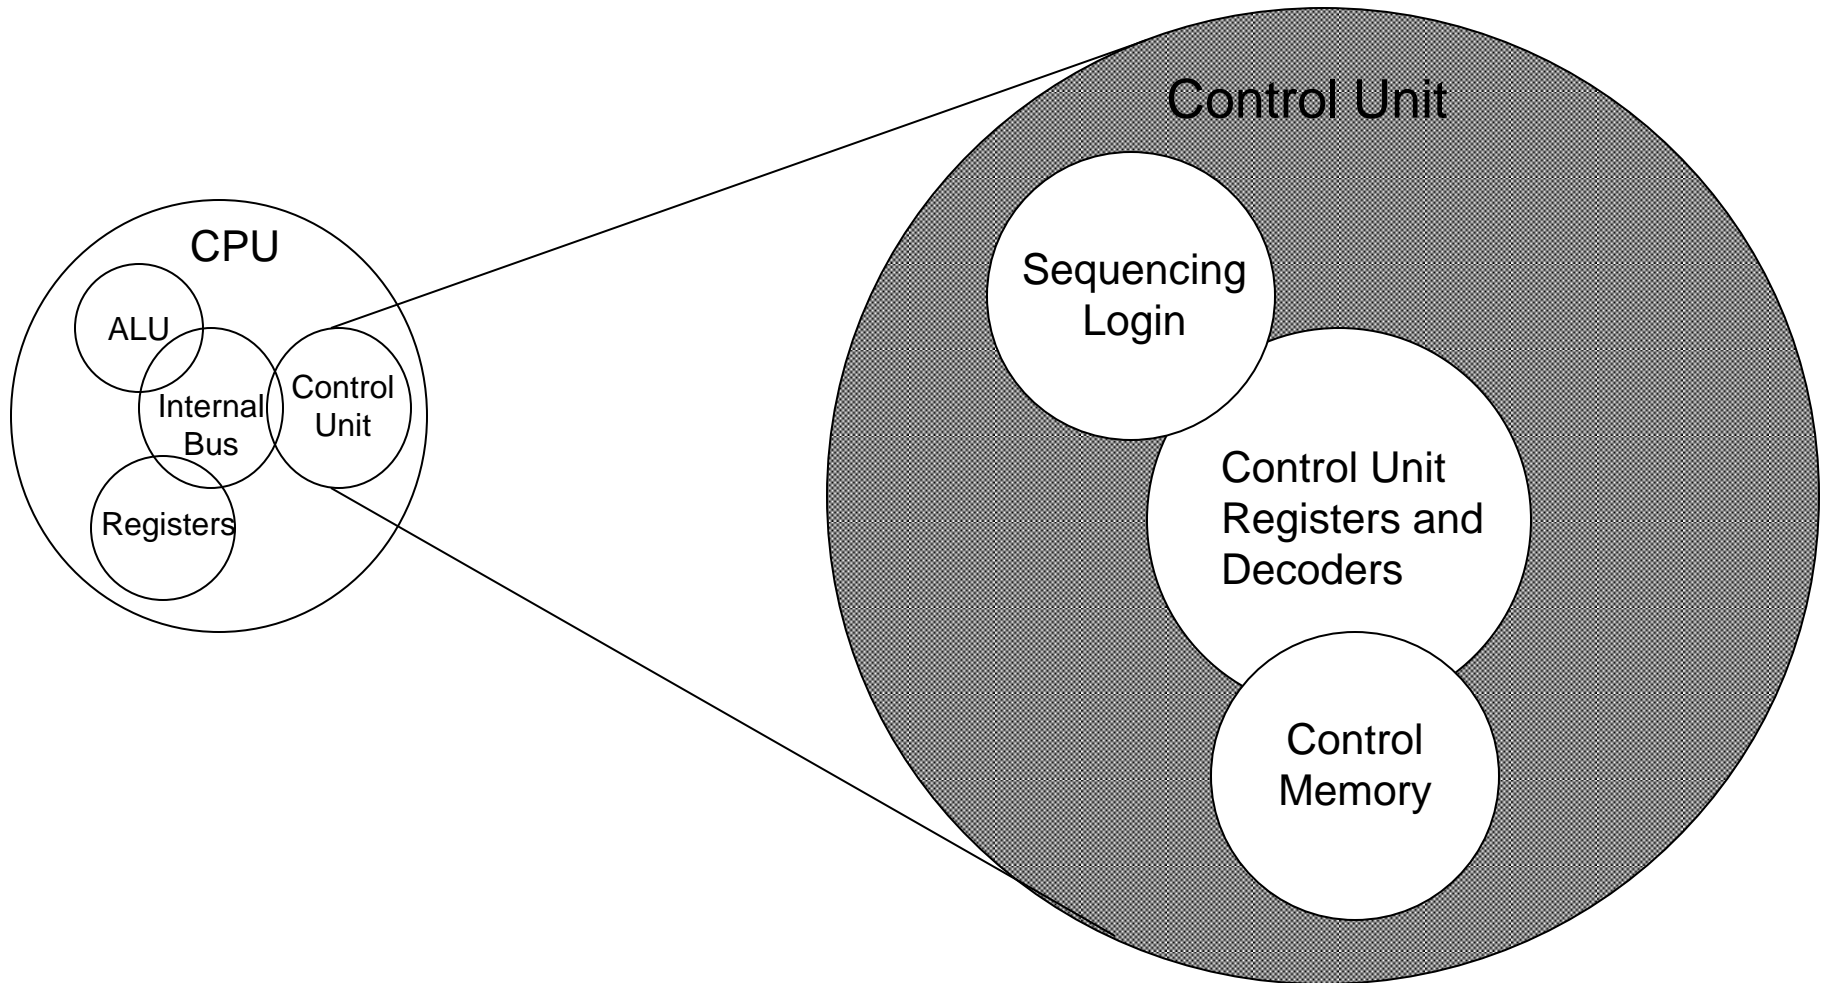 CPU
ALU
Internal
Bus
Control
Unit
Registers
Control Unit
Sequencing
Login
Control Unit
Registers and
Decoders
Control
Memory